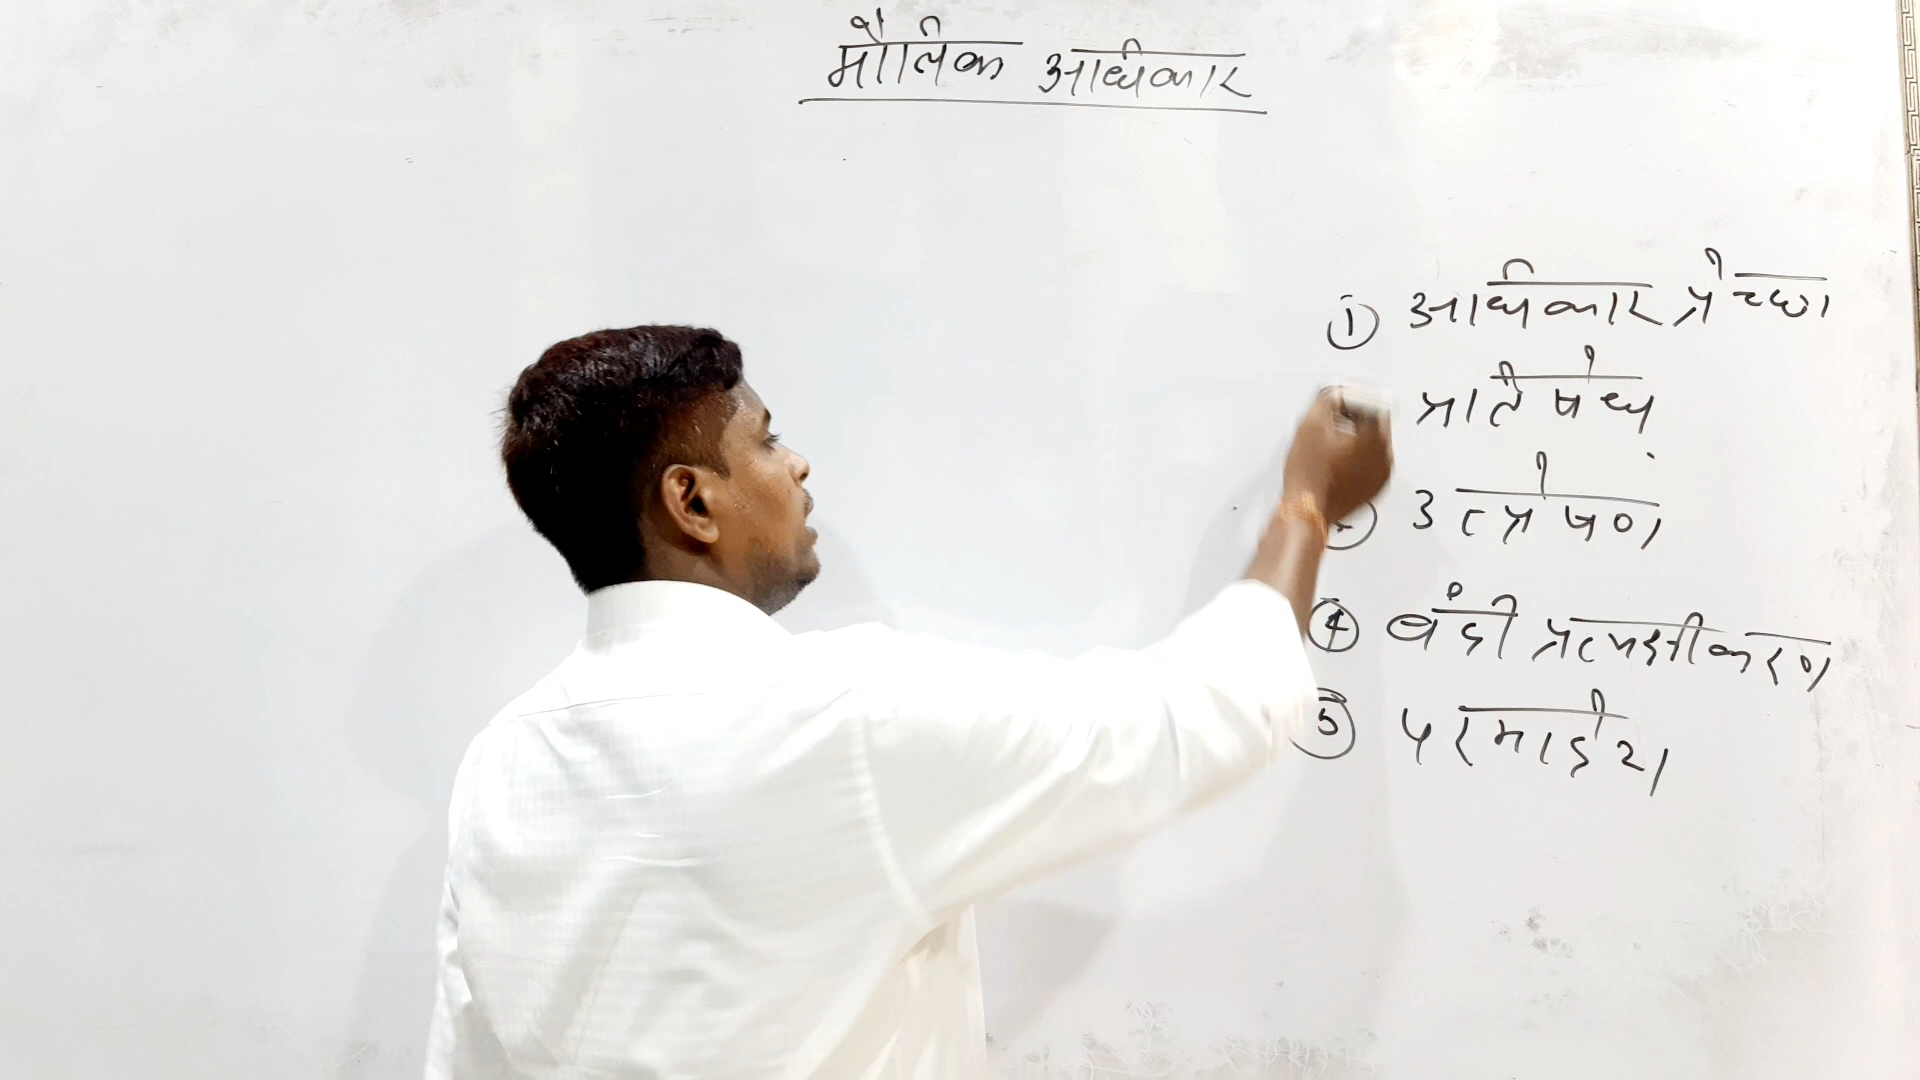 मौलिक अधिकार
① अधिकार प्रेच्छा
प्रतिषेध
उत्प्रेषण
④ बंदी प्रत्यक्षीकरण
⑤ परमादेश